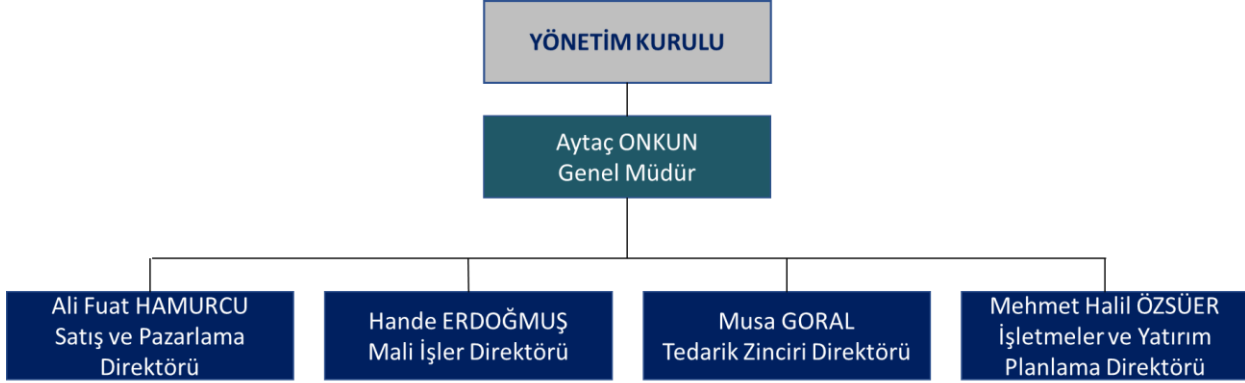 YÖNETİM KURULU
Aytaç ONKUN
Genel Müdür
Ali Fuat HAMURCU
Satış ve Pazarlama
Direktörü
Hande ERDOĞMUŞ
Mali İşler Direktörü
Musa GORAL
Tedarik Zinciri Direktörü
Mehmet Halil ÖZSÜER
İşletmeler ve Yatırım
Planlama Direktörü